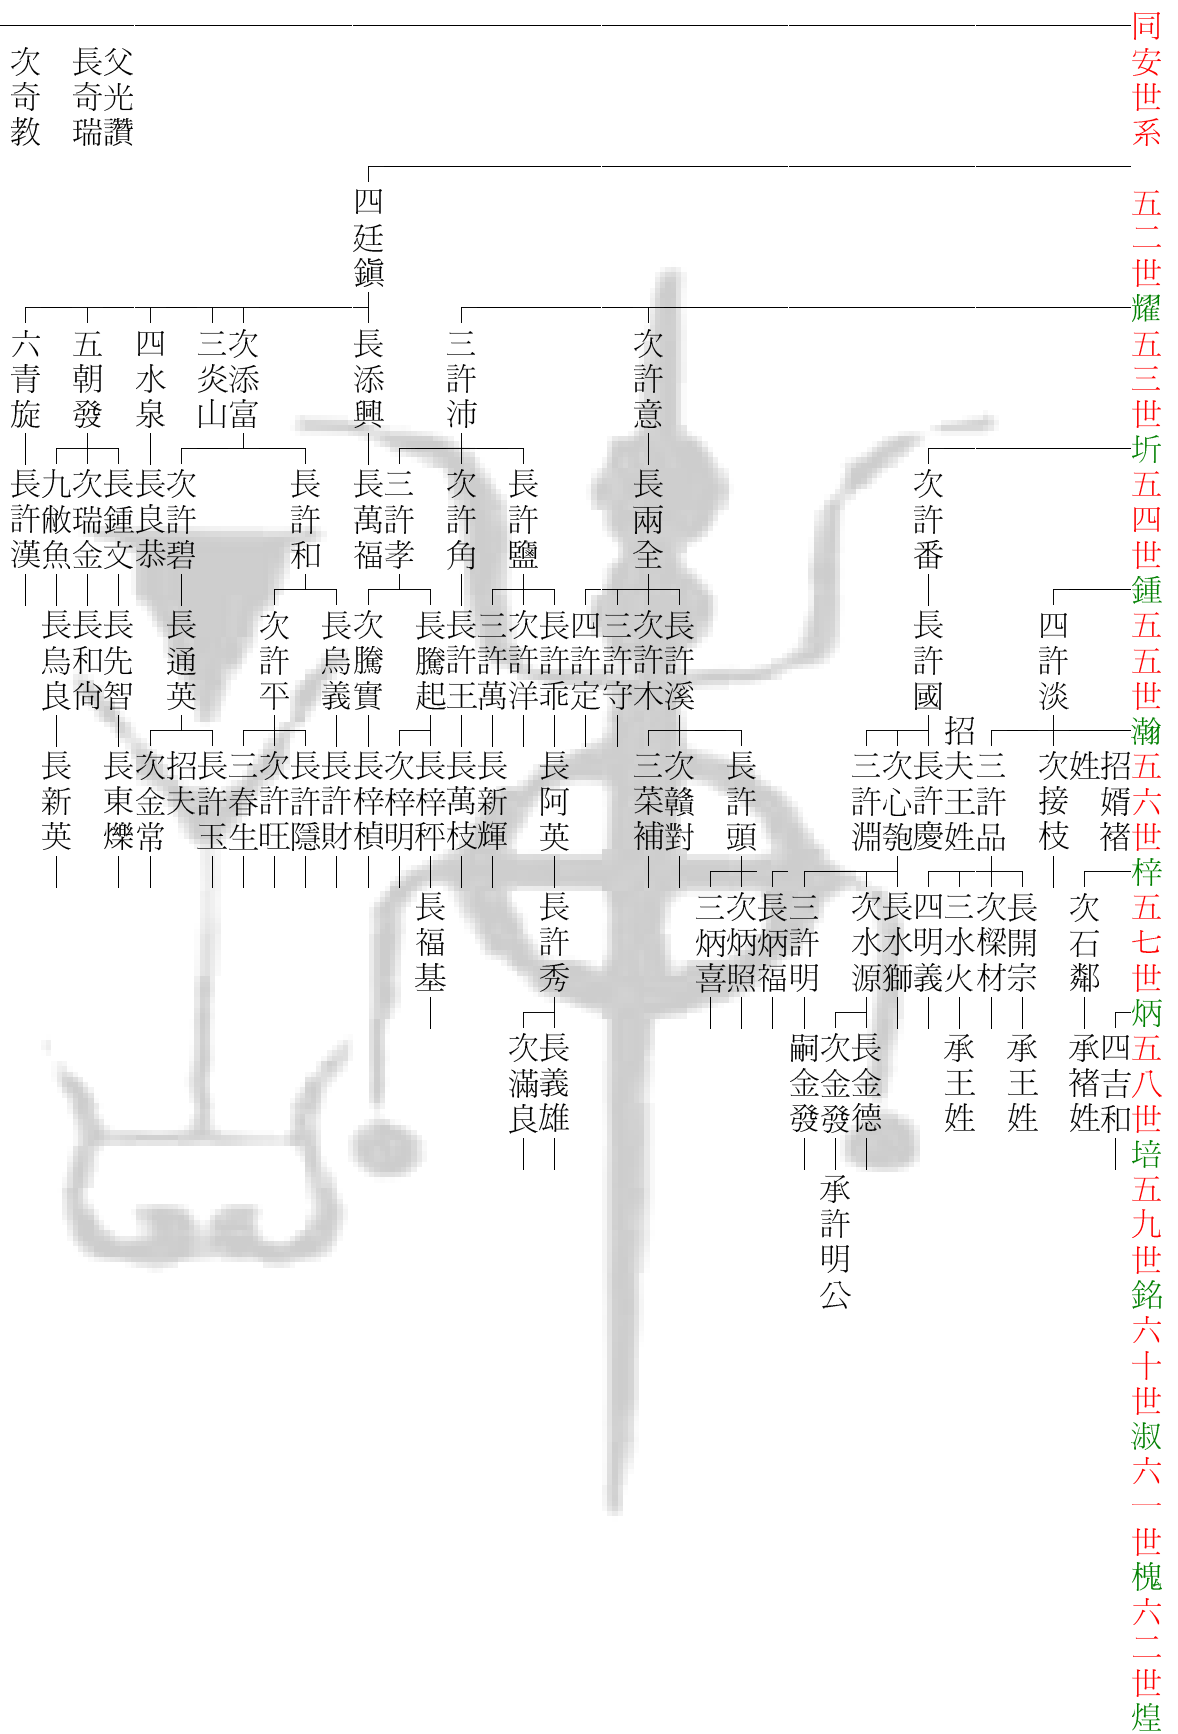 同安世系
五二世耀五三世圻五四世鍾五五世瀚五六世梓五七世炳五八世培五九世銘六十世淑六一世槐六二世煌
招婿褚
姓
四吉和
次石鄰
承褚姓
四許淡
次接枝
長開宗
承王姓
三許品
次樑材
招
夫王姓
三水火
承王姓
次許番
長許國
長許慶
四明義
次心匏
長水獅
三許淵
次水源
長金德
次金發
承許明公
三許明
嗣金發
長許頭
長炳福
次炳照
三炳喜
次許意
長兩全
長許溪
次贛對
次許木
三菜補
三許守
四許定
長許乖
長阿英
長許秀
長義雄
次滿良
長許鹽
次許洋
三許萬
長新輝
三許沛
次許角
長許王
長萬枝
三許孝
長騰起
長梓秤
長福基
次梓明
四廷鎭
長添興
長萬福
次騰實
長梓楨
長許和
長烏義
長許財
長許隱
次許平
次許旺
三春生
次添富
三炎山
次許碧
長通英
長許玉
招夫
次金常
四水泉
長良恭
父光讚
長奇瑞
五朝發
長鍾文
長先智
長東爍
次瑞金
長和尙
九敝魚
長烏良
長新英
次奇教
六青旋
長許漢